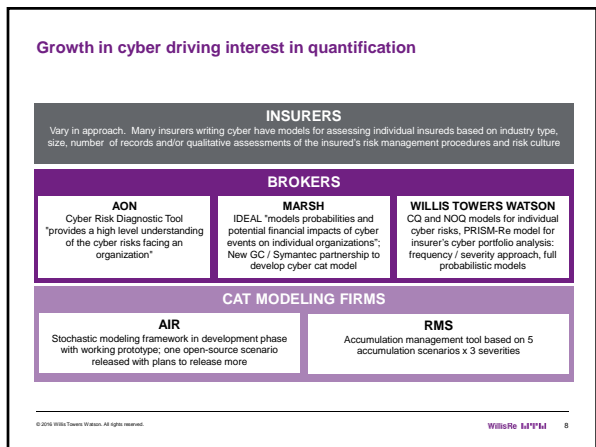 Growth in cyber driving interest in quantification
INSURERS
Vary in approach. Many insurers writing cyber have models for assessing individual insureds based on industry type,
size, number of records and/or qualitative assessments of the insured's risk management procedures and risk culture
BROKERS
AON
Cyber Risk Diagnostic Tool
"provides a high level understanding
of the cyber risks facing an
organization"
MARSH
IDEAL "models probabilities and
potential financial impacts of cyber
events on individual organizations";
New GC / Symantec partnership to
develop cyber cat model
WILLIS TOWERS WATSON
CQ and NOQ models for individual
cyber risks, PRISM-Re model for
insurer's cyber portfolio analysis:
frequency / severity approach, full
probabilistic models
CAT MODELING FIRMS
AIR
Stochastic modeling framework in development phase
with working prototype; one open-source scenario
released with plans to release more
RMS
Accumulation management tool based on 5
accumulation scenarios x 3 severities
© 2016 Willis Towers Watson. All rights reserved.
WillisRe
8